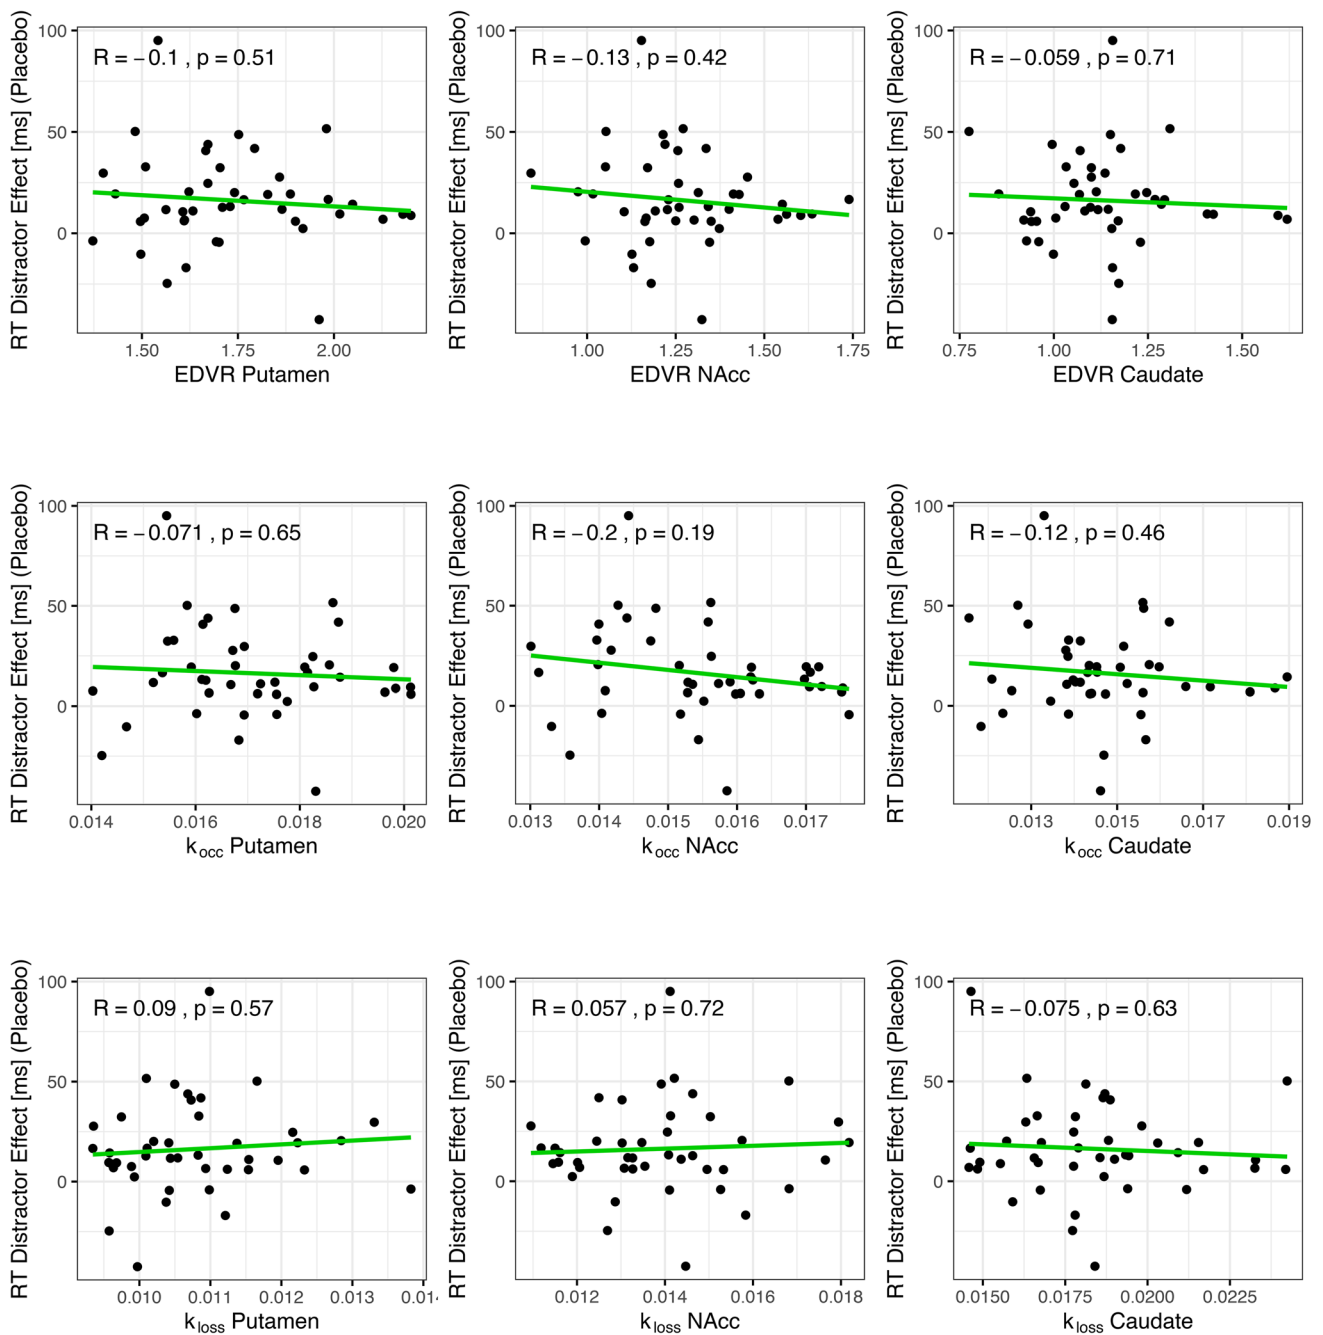 RT Distractor Effect [ms] (Placebo)
100
50
0
R = −0.1 , p = 0.51
1.50 1.75 2.00
EDVR Putamen
RT Distractor Effect [ms] (Placebo)
100
50
0
R = −0.13 , p = 0.42
1.00 1.25 1.50 1.75
EDVR NAcc
RT Distractor Effect [ms] (Placebo)
100
50
0
R = −0.059 , p = 0.71
0.75 1.00 1.25 1.50
EDVR Caudate
RT Distractor Effect [ms] (Placebo)
100
50
0
R = −0.071 , p = 0.65
0.014 0.016 0.018 0.020
kocc Putamen
RT Distractor Effect [ms] (Placebo)
100
50
0
R = −0.2 , p = 0.19
0.013 0.014 0.015 0.016 0.017
kocc NAcc
RT Distractor Effect [ms] (Placebo)
100
50
0
R = −0.12 , p = 0.46
0.013 0.015 0.017 0.019
kocc Caudate
RT Distractor Effect [ms] (Placebo)
100
50
0
R = 0.09 , p = 0.57
0.010 0.011 0.012 0.013
kloss Putamen
RT Distractor Effect [ms] (Placebo)
100
50
0
R = 0.057 , p = 0.72
0.012 0.014 0.016 0.018
kloss NAcc
RT Distractor Effect [ms] (Placebo)
100
50
0
R = −0.075 , p = 0.63
0.0150 0.0175 0.0200 0.0225
kloss Caudate